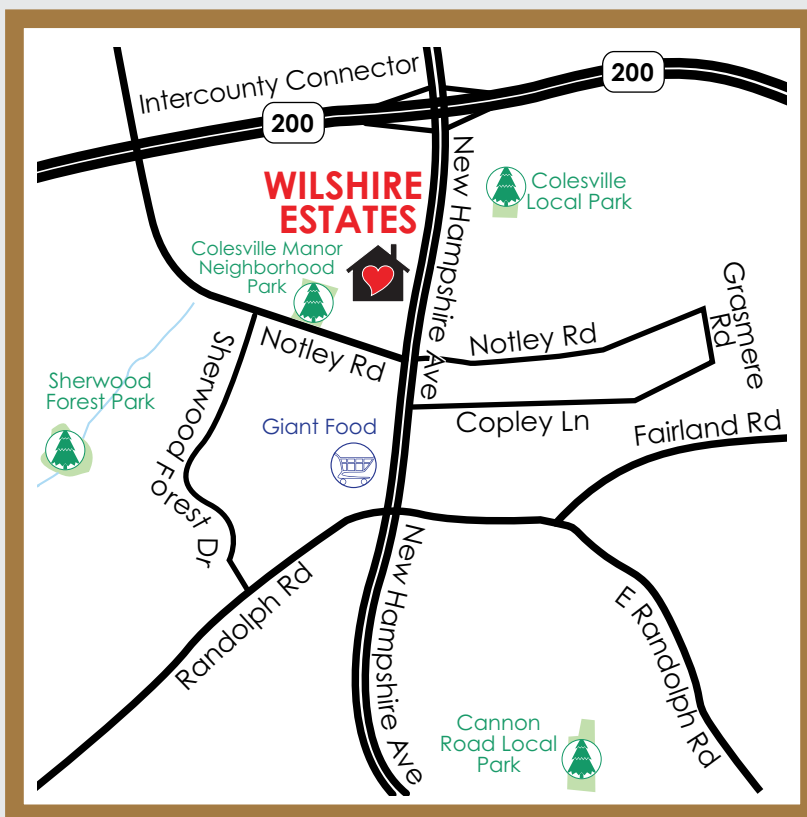 Intercounty Connector
200
200
WILSHIRE
ESTATES
New Hampshire Ave
Colesville
Local Park
Colesville Manor
Neighborhood
Park
Notley Rd
Notley Rd
Grasmere
Rd
Sherwood
Forest Park
Sherwood Forest Dr
Giant Food
Copley Ln
Fairland Rd
Randolph Rd
New Hampshire Ave
E Randolph Rd
Cannon
Road Local
Park